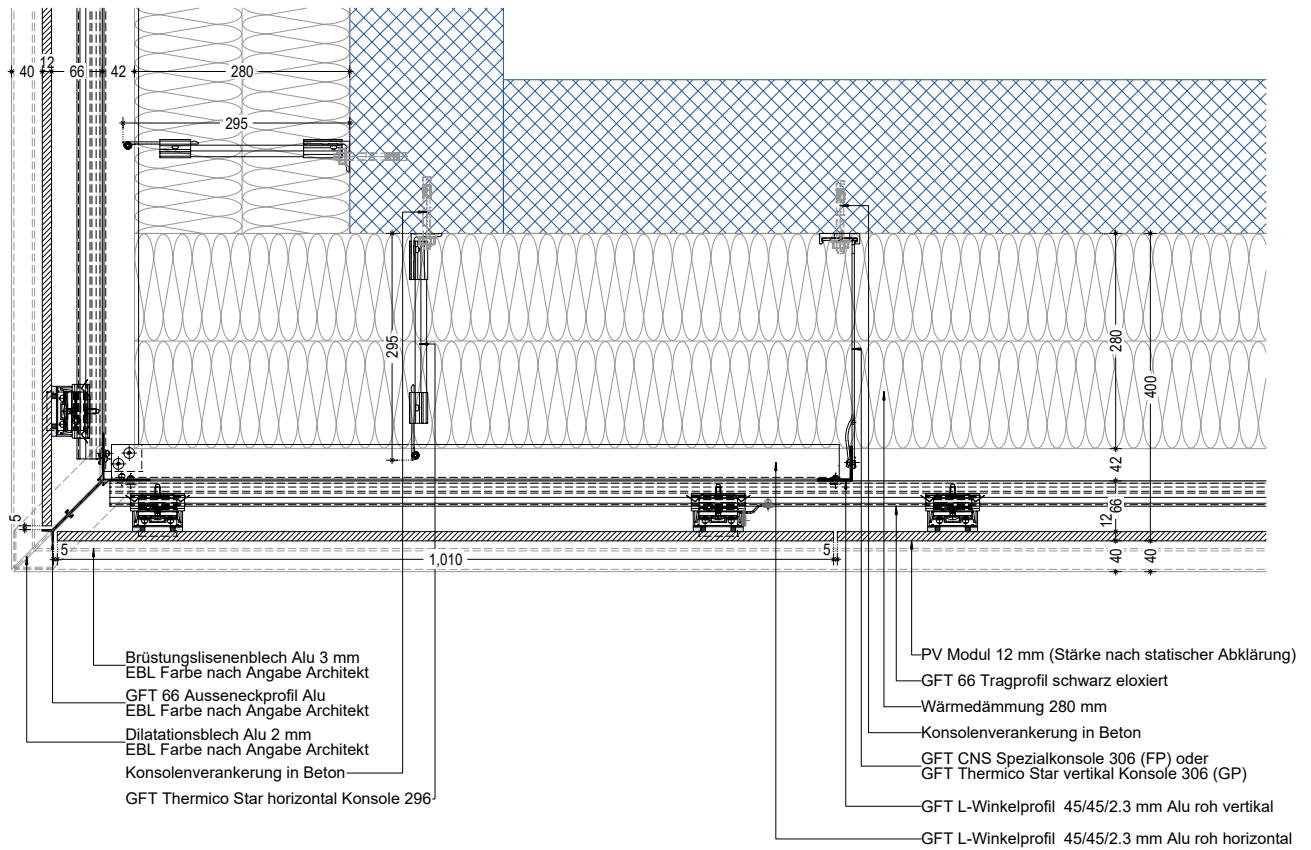 40
12
66
42
280
295
295
280
400
42
66
12
40
40
5
5
1,010
5
Brüstungslisenenblech Alu 3 mm
EBL Farbe nach Angabe Architekt
GFT 66 Ausseneckprofil Alu
EBL Farbe nach Angabe Architekt
Dilatationsblech Alu 2 mm
EBL Farbe nach Angabe Architekt
Konsolenverankerung in Beton
GFT Thermico Star horizontal Konsole 296
PV Modul 12 mm (Stärke nach statischer Abklärung)
GFT 66 Tragprofil schwarz eloxiert
Wärmedämmung 280 mm
Konsolenverankerung in Beton
GFT CNS Spezialkonsole 306 (FP) oder
GFT Thermico Star vertikal Konsole 306 (GP)
GFT L-Winkelprofil 45/45/2.3 mm Alu roh vertikal
GFT L-Winkelprofil 45/45/2.3 mm Alu roh horizontal